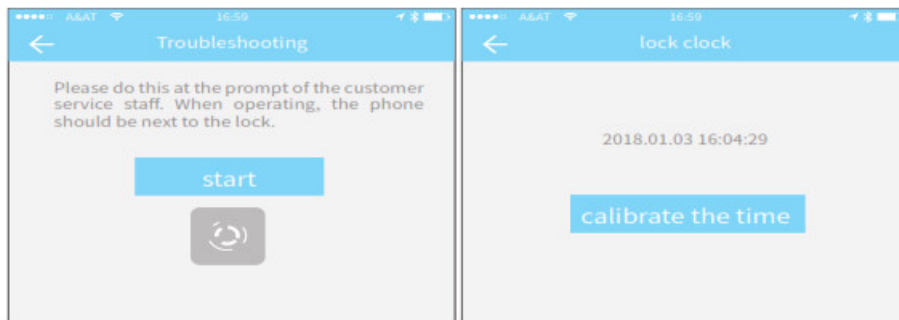 A&AT 16:59
Troubleshooting
Please do this at the prompt of the customer
service staff. When operating, the phone
should be next to the lock.
start
A&AT 16:59
lock clock
2018.01.03 16:04:29
calibrate the time